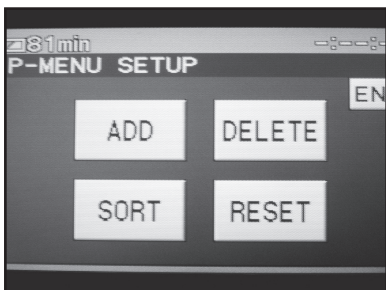 81min -:--:-
P-MENU SETUP
EN
ADD DELETE
SORT RESET